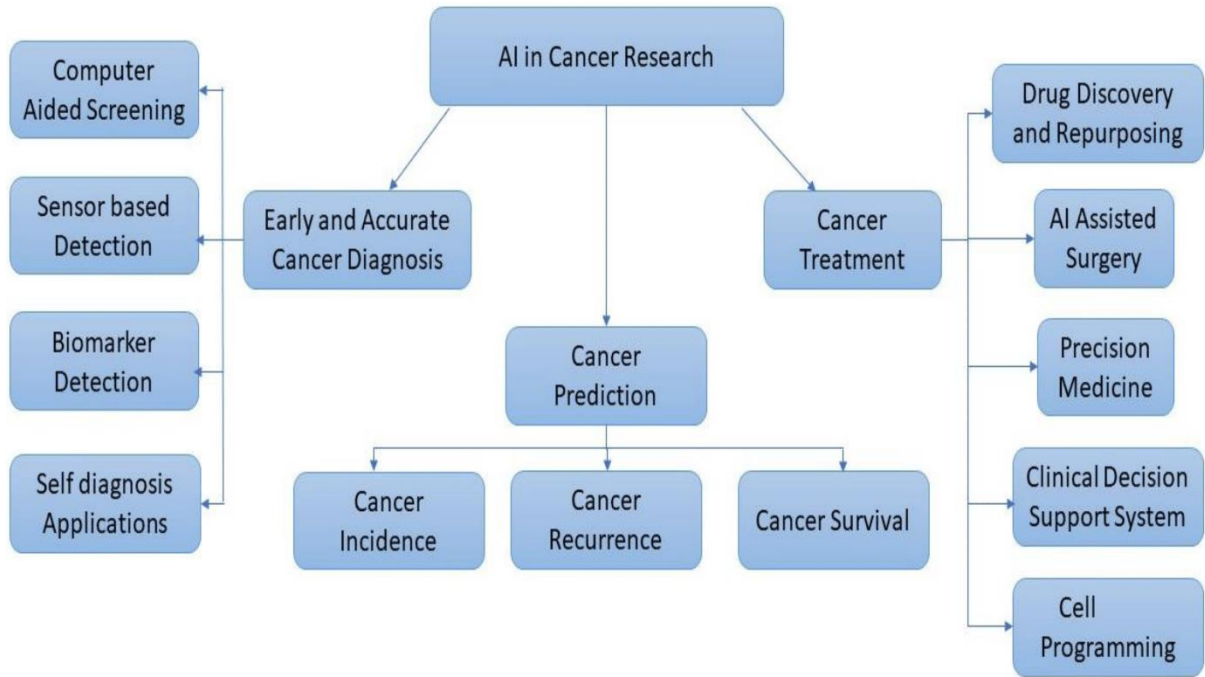 AI in Cancer Research
Early and Accurate
Cancer Diagnosis
Computer
Aided Screening
Sensor based
Detection
Biomarker
Detection
Self diagnosis
Applications
Cancer
Prediction
Cancer
Incidence
Cancer
Recurrence
Cancer Survival
Cancer
Treatment
Drug Discovery
and Repurposing
AI Assisted
Surgery
Precision
Medicine
Clinical Decision
Support System
Cell
Programming